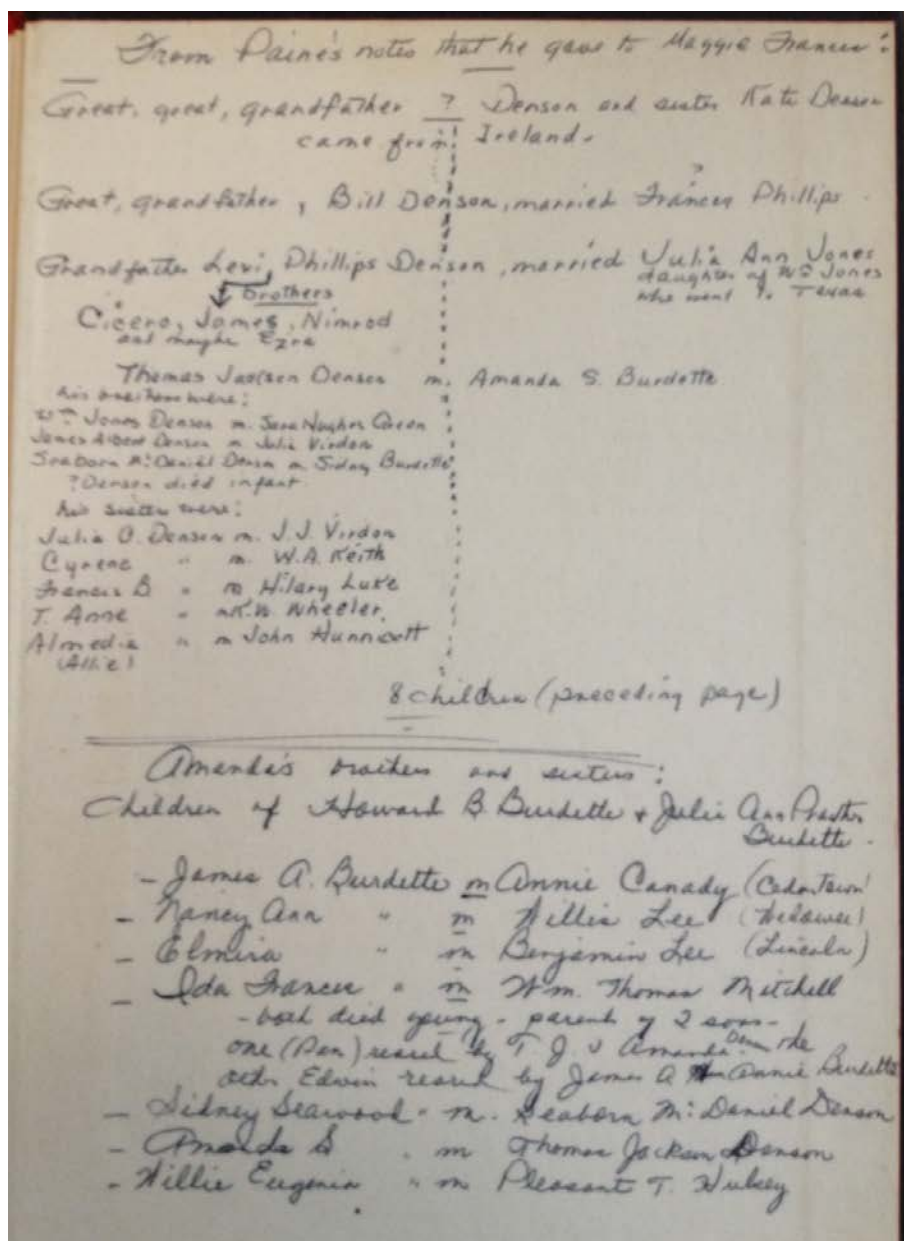 From Paine's notes that he gave to Maggie Frances:
Great, great, grandfather ? Denson and sister Kate Denson
came from Ireland.
?
Great, grandfather, Bill Denson, married Frances Phillips.
Grandfather Levi, Phillips Denson, married Julia Ann Jones
daughter of Wm Jones
who went to Texas
brothers
Cicero, James, Nimrod
and maybe Ezra
Thomas Jackson Denson m. Amanda S. Burdette
his brothers were:
Wm Jones Denson m. Sara Hughes
James Albert Denson m Julia Virdon
Seaborn McDaniel Denson m Sidney Burdette
? Denson died infant
his sisters were:
Julia C. Denson m. J.J. Virdon
Cyrene " m. W.A. Keith
Frances B " m Hilary Luke
T. Anne " m K.W. Wheeler.
Almedia " m John Hunnicutt
(Allie)
8 children (preceding page)
Amanda's brothers and sisters:
Children of Howard B. Burdette & Julia Ann
Burdette.
- James A. Burdette m Annie Canady (Cedartown)
- Nancy Ann " m Willis Lee (Wedowee)
- Elmira " m Benjamin Lee (Lincoln)
- Ida Frances " m Wm. Thomas Mitchell
- both died young - parents of 2 sons -
one (Dan) reared by T J & Amanda Denson the
other Edwin reared by James A & Annie Burdette
- Sidney Seawood " m. Seaborn McDaniel Denson
- Amanda S " m Thomas Jackson Denson
- Willie Eugenia " m Pleasant T. Hulsey